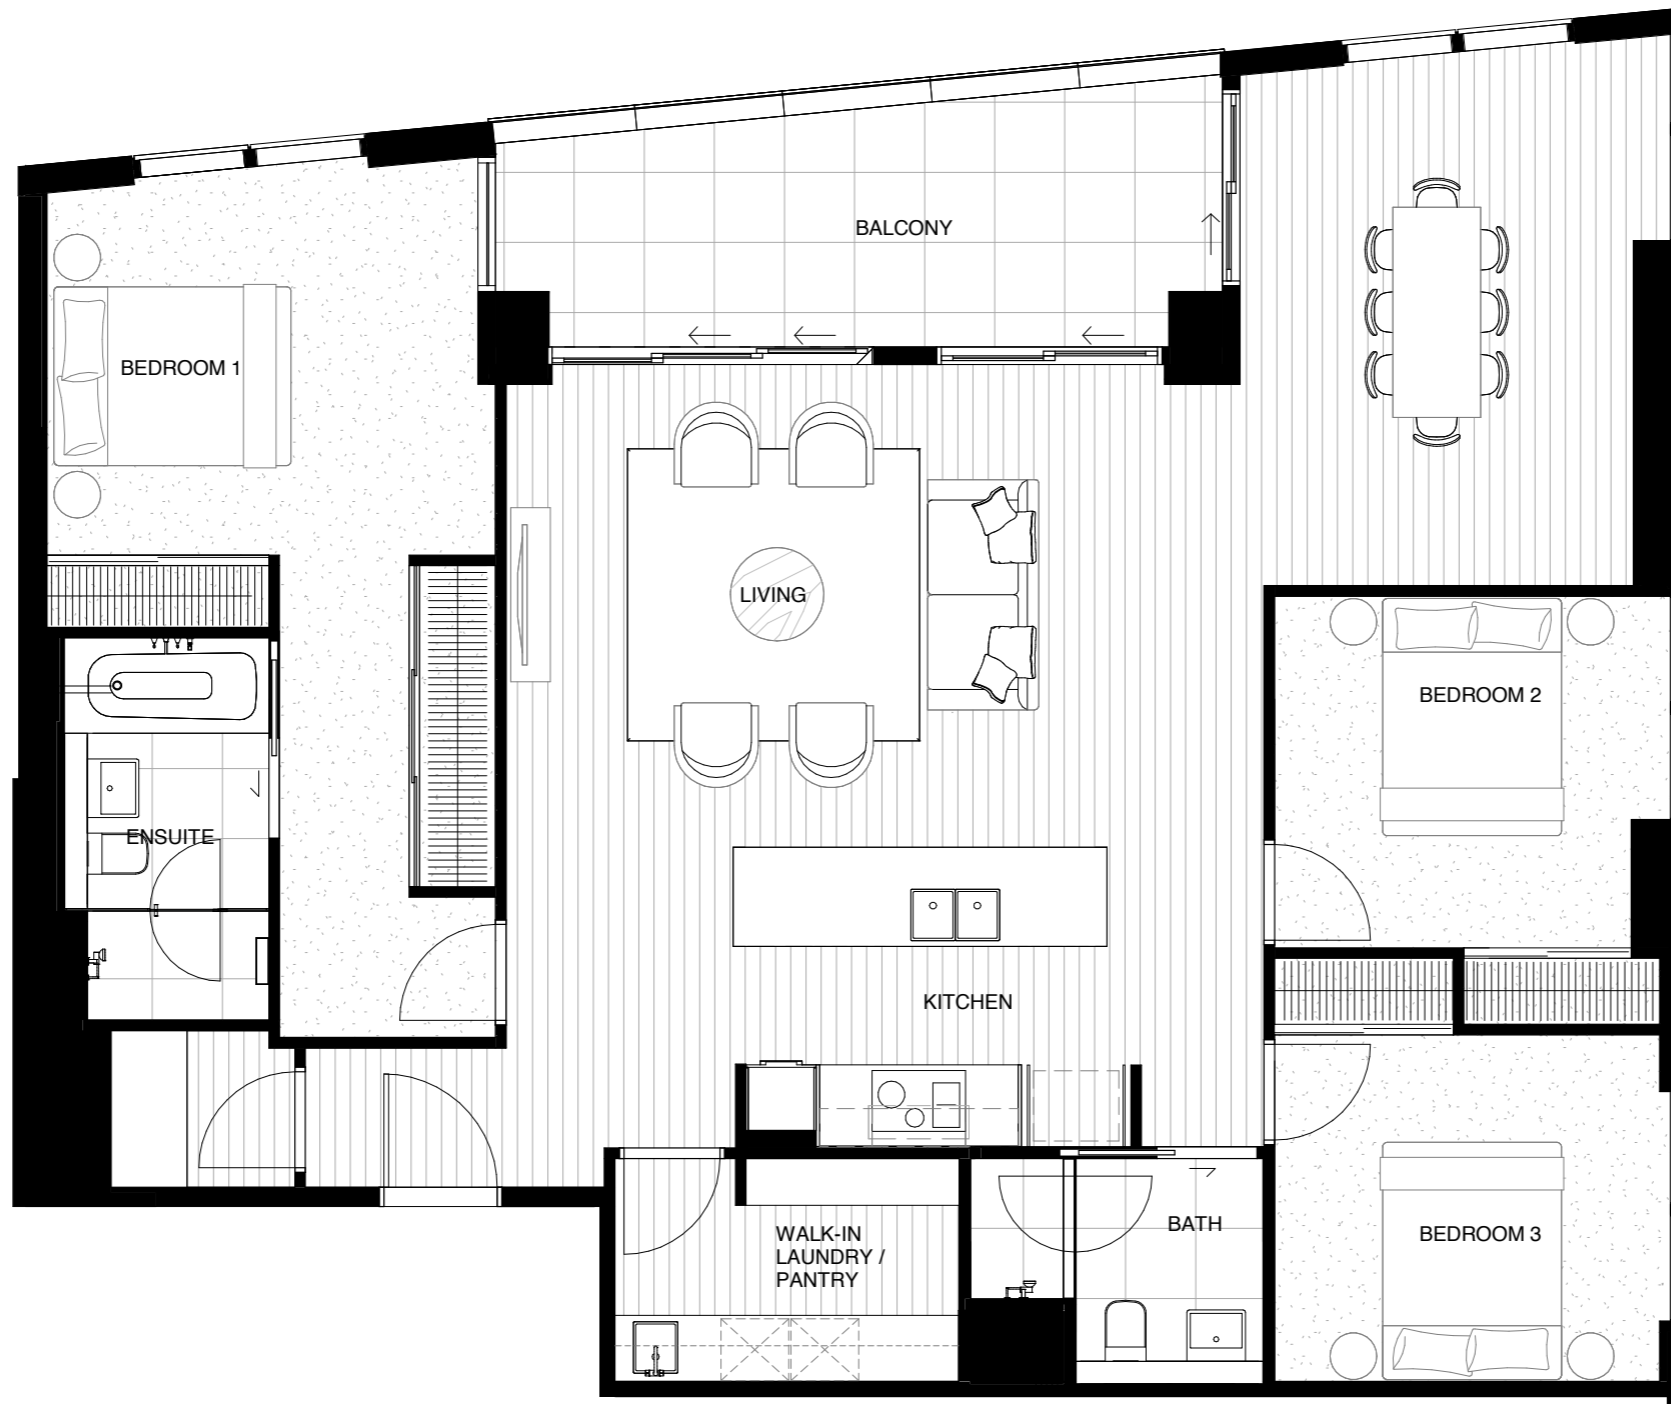 BALCONY
BEDROOM 1
LIVING
BEDROOM 2
ENSUITE
KITCHEN
BATH
WALK-IN
LAUNDRY /
PANTRY
BEDROOM 3